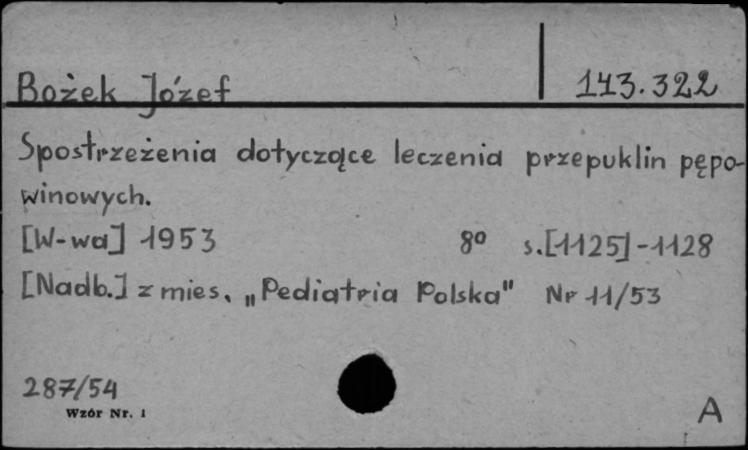 Bożek Józef 143.322
Spostrzeżenia dotyczące leczenia przepuklin pępo-
winowych.
[W-wa] 1953 8º s.[1125]-1128
[Nadb.] z mies. „Pediatria Polska" Nr 11/53
287/54
Wzór Nr. 1
A